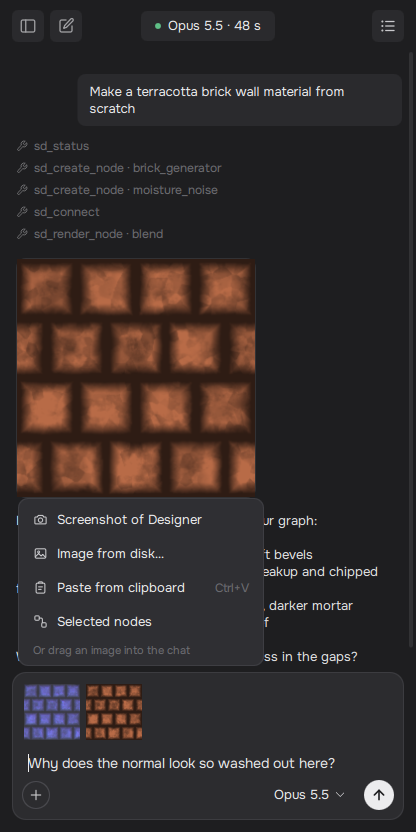 Opus 5.5 · 48 s
Make a terracotta brick wall material from
scratch
sd_status
sd_create_node · brick_generator
sd_create_node · moisture_noise
sd_connect
sd_render_node · blend
ur graph:
ft bevels
eakup and chipped
, darker mortar
f
ss in the gaps?
Screenshot of Designer
Image from disk...
Paste from clipboard Ctrl+V
Selected nodes
Or drag an image into the chat
Why does the normal look so washed out here?
Opus 5.5